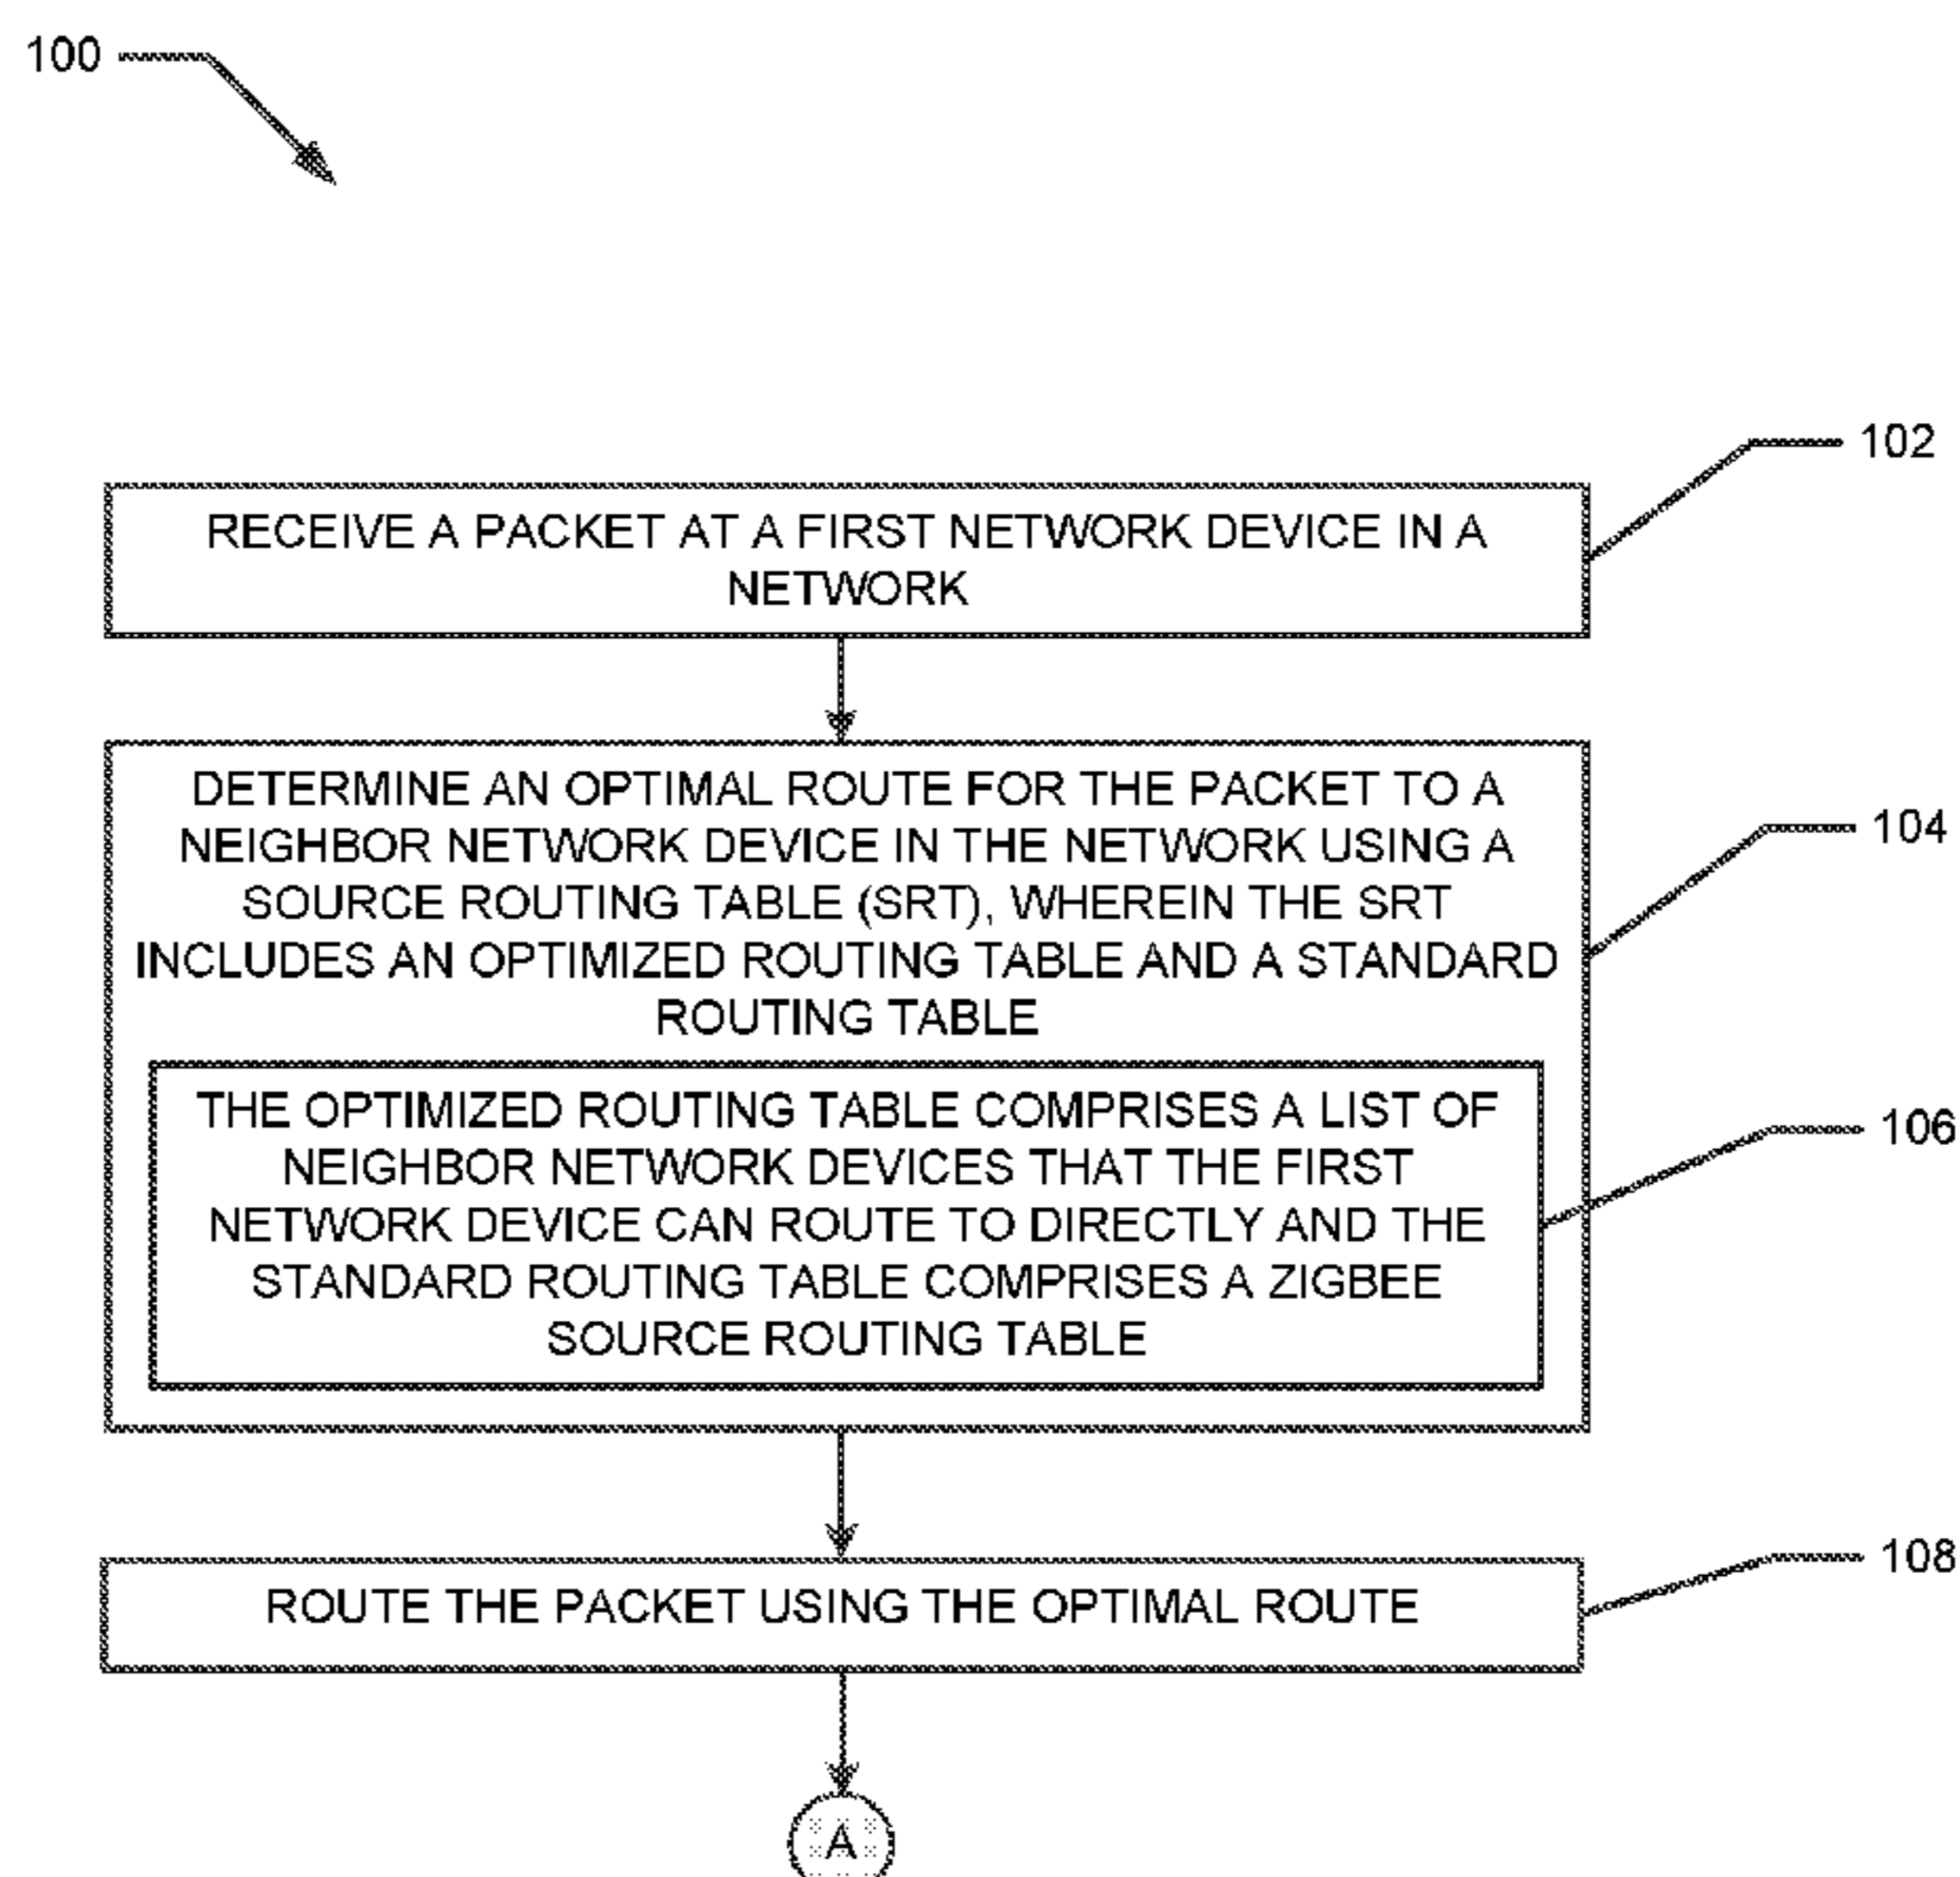 100
102
RECEIVE A PACKET AT A FIRST NETWORK DEVICE IN A
NETWORK
DETERMINE AN OPTIMAL ROUTE FOR THE PACKET TO A
NEIGHBOR NETWORK DEVICE IN THE NETWORK USING A
SOURCE ROUTING TABLE (SRT), WHEREIN THE SRT
INCLUDES AN OPTIMIZED ROUTING TABLE AND A STANDARD
ROUTING TABLE
104
THE OPTIMIZED ROUTING TABLE COMPRISES A LIST OF
NEIGHBOR NETWORK DEVICES THAT THE FIRST
NETWORK DEVICE CAN ROUTE TO DIRECTLY AND THE
STANDARD ROUTING TABLE COMPRISES A ZIGBEE
SOURCE ROUTING TABLE
106
ROUTE THE PACKET USING THE OPTIMAL ROUTE
108
A